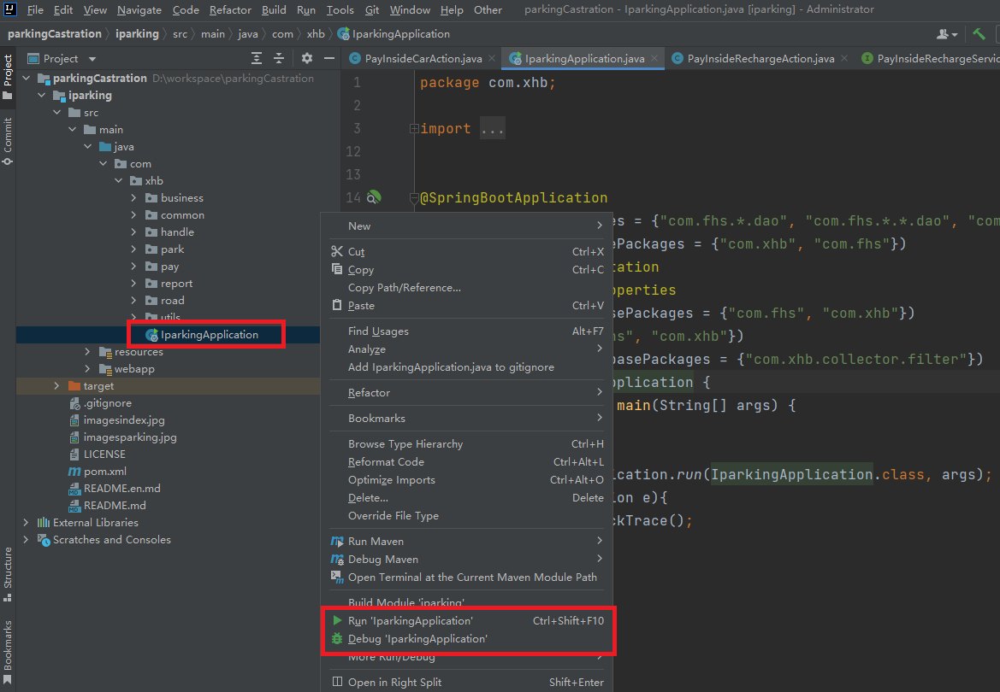 File Edit View Navigate Code Refactor Build Run Tools Git Window Help Other parkingCastration - IparkingApplication.java [iparking] - Administrator
parkingCastration iparking src main java com xhb IparkingApplication
Project
Project
PayInsideCarAction.java IparkingApplication.java PayInsideRechargeAction.java PayInsideRechargeServic
Commit
parkingCastration D:\workspace\parkingCastration
iparking
src
main
java
com
xhb
business
common
handle
park
pay
report
road
utils
IparkingApplication
resources
webapp
target
.gitignore
imagesindex.jpg
imagesparking.jpg
LICENSE
pom.xml
README.en.md
README.md
External Libraries
Scratches and Consoles
Structure
Bookmarks
1 package com.xhb;
2
3 import ...
12
13
14 @SpringBootApplication
es = {"com.fhs.*.dao", "com.fhs.*.*.dao", "com
ePackages = {"com.xhb", "com.fhs"})
tation
operties
sePackages = {"com.fhs", "com.xhb"})
hs", "com.xhb"})
basePackages = {"com.xhb.collector.filter"})
pplication {
main(String[] args) {
ication.run(IparkingApplication.class, args);
on e){
ckTrace();
New
Cut Ctrl+X
Copy Ctrl+C
Copy Path/Reference...
Paste Ctrl+V
Find Usages Alt+F7
Analyze
Add IparkingApplication.java to gitignore
Refactor
Bookmarks
Browse Type Hierarchy Ctrl+H
Reformat Code Ctrl+Alt+L
Optimize Imports Ctrl+Alt+O
Delete... Delete
Override File Type
Run Maven
Debug Maven
Open Terminal at the Current Maven Module Path
Build Module 'iparking'
Run 'IparkingApplication' Ctrl+Shift+F10
Debug 'IparkingApplication'
More Run/Debug
Open in Right Split Shift+Enter